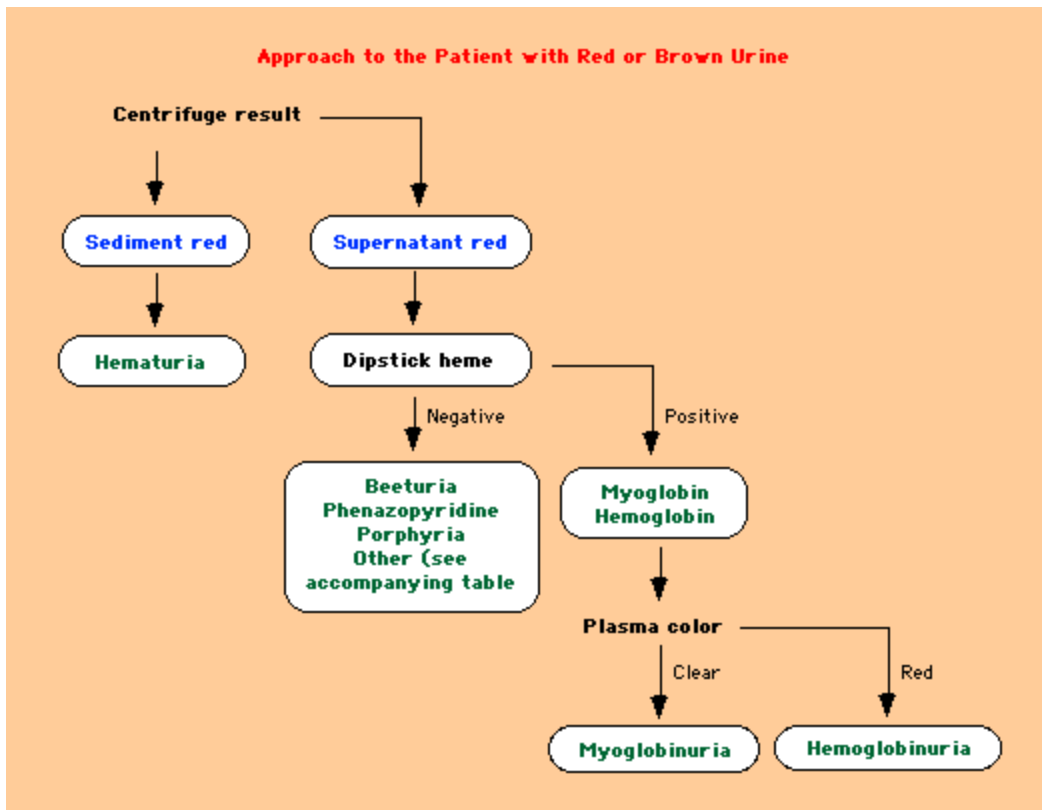 Approach to the Patient with Red or Brown Urine
Centrifuge result
Sediment red
Supernatant red
Hematuria
Dipstick heme
Negative
Positive
Beeturia
Phenazopyridine
Porphyria
Other (see
accompanying table
Myoglobin
Hemoglobin
Plasma color
Clear
Red
Myoglobinuria
Hemoglobinuria